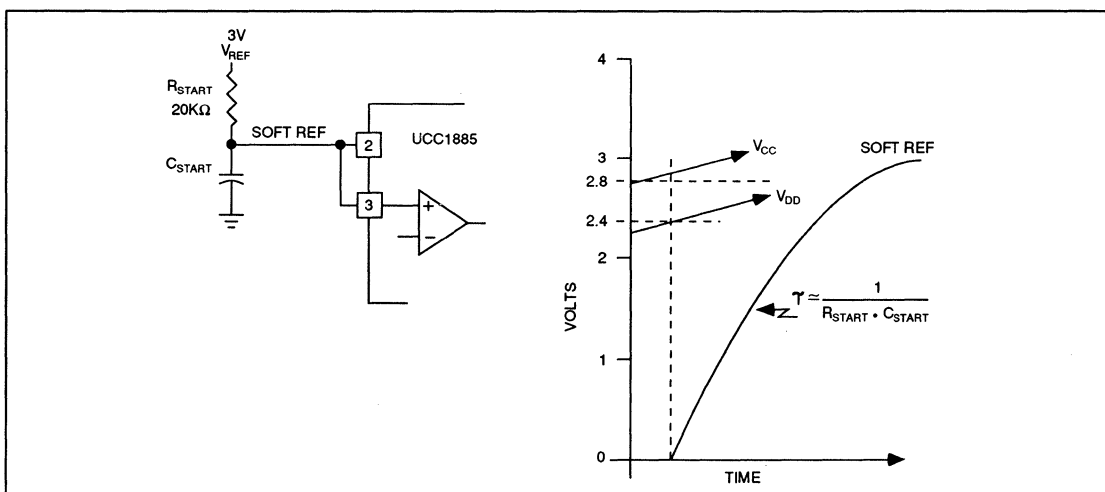 3V
VREF
RSTART
20KΩ
SOFT REF
CSTART
2
3
UCC1885
+
−
4
3
2.8
2.4
2
1
0
VOLTS
VCC
VDD
SOFT REF
τ ≃ 1 / RSTART • CSTART
TIME